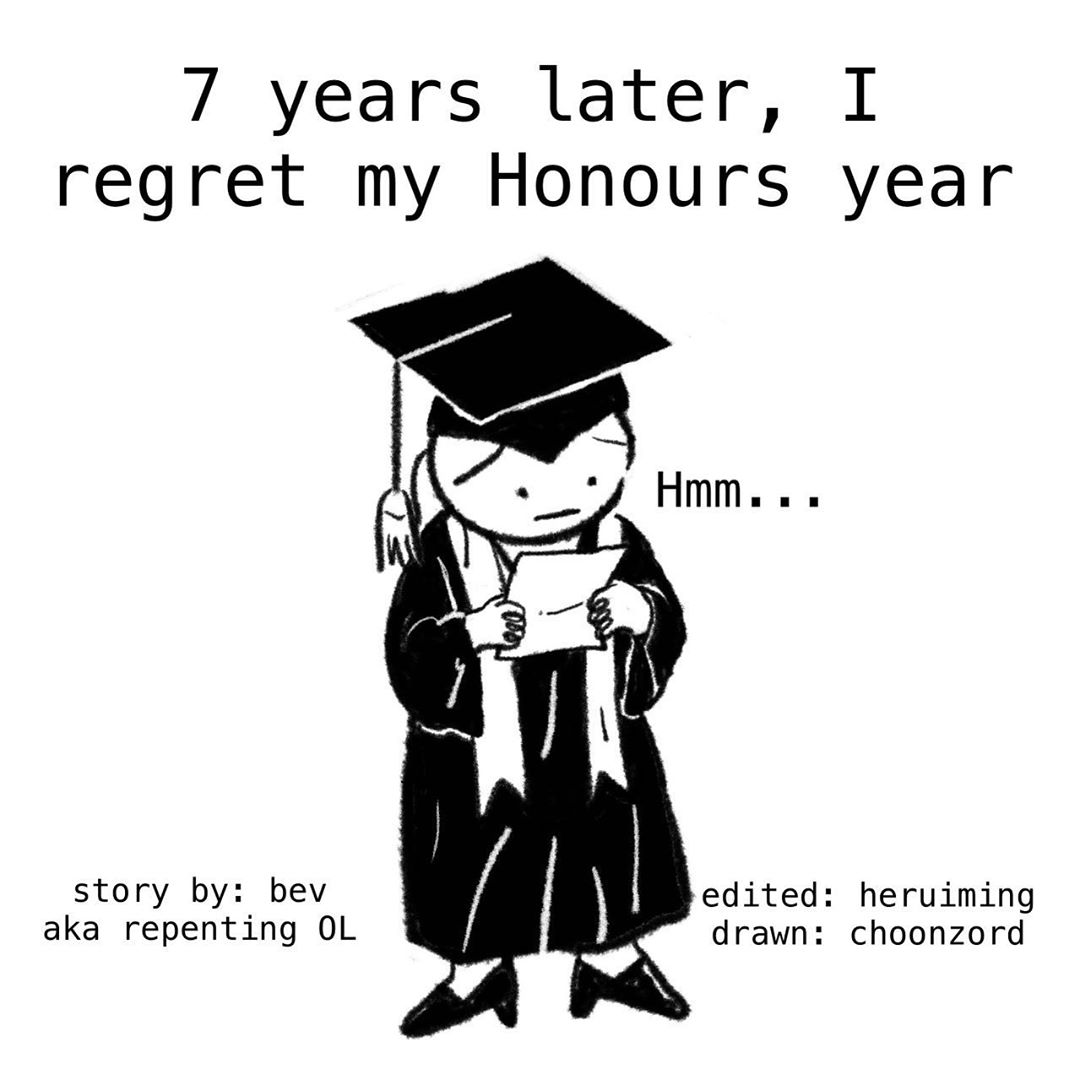 7 years later, I
regret my Honours year
Hmm...
story by: bev
aka repenting OL
edited: heruiming
drawn: choonzord